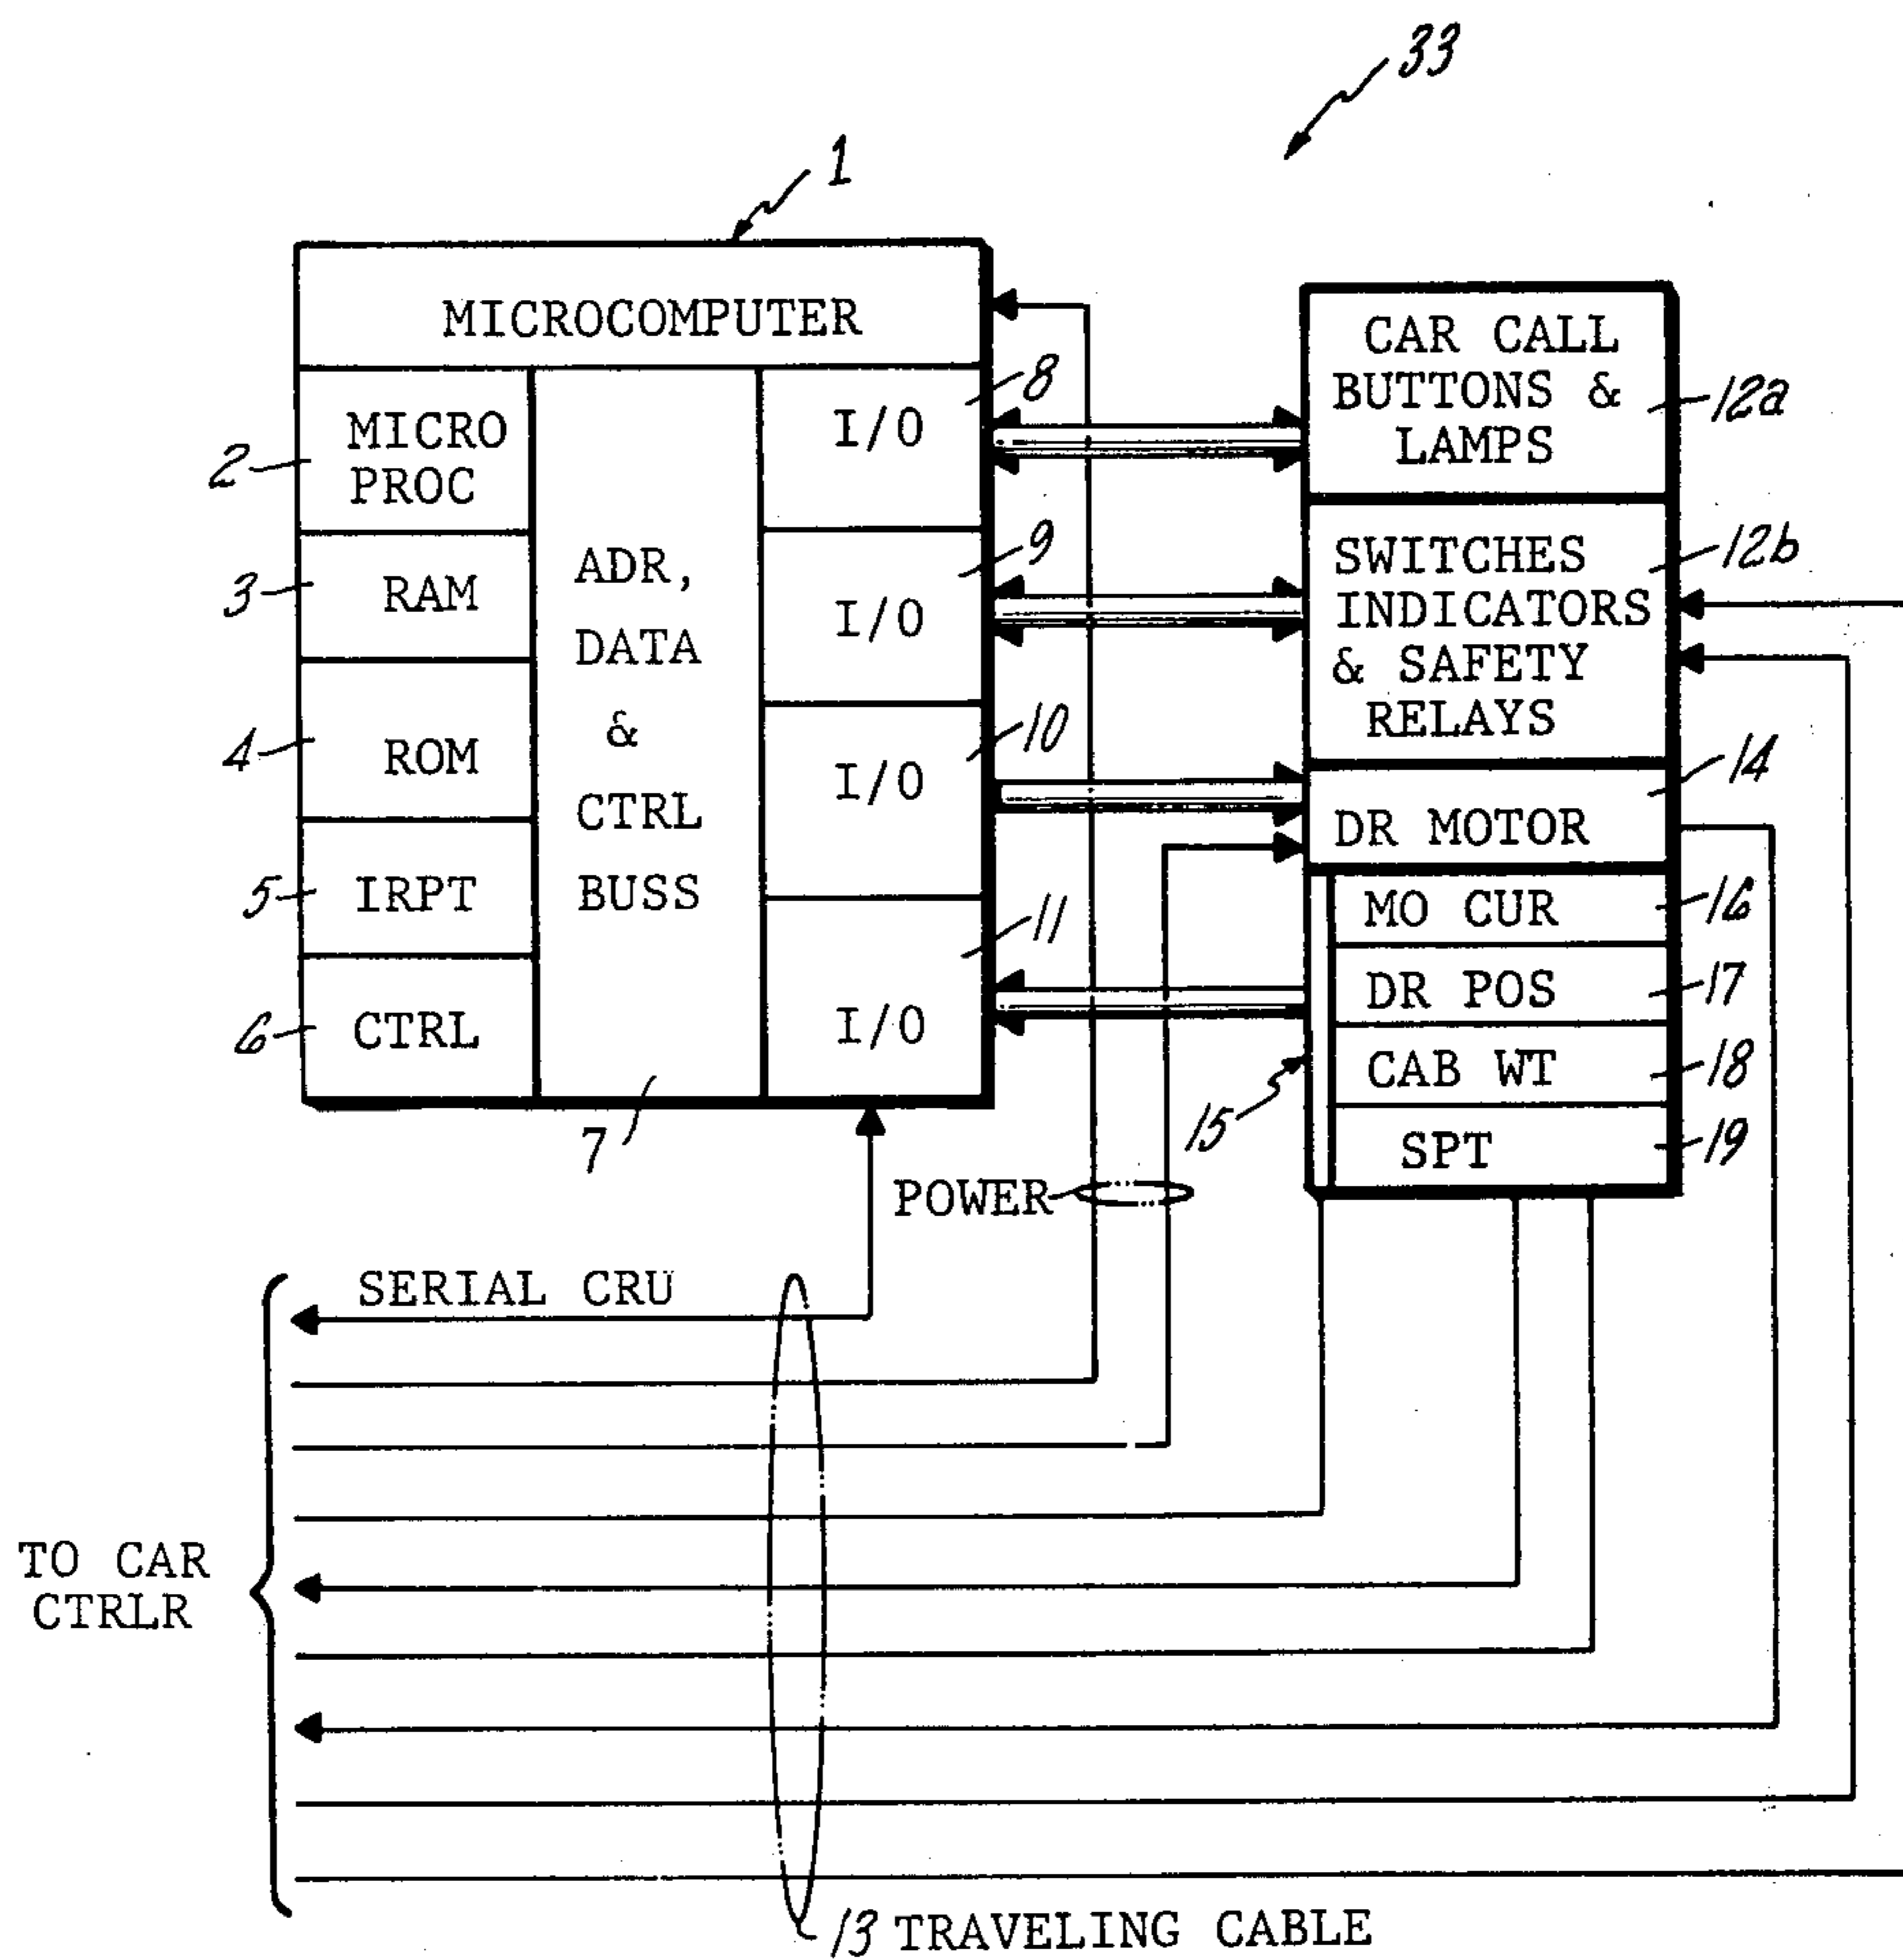 33
1
MICROCOMPUTER
8
I/O
MICRO
PROC
2
9
I/O
RAM
3
10
I/O
ROM
4
ADR,
DATA
&
CTRL
BUSS
IRPT
5
11
I/O
CTRL
6
7
CAR CALL
BUTTONS &
LAMPS
12a
SWITCHES
INDICATORS
& SAFETY
RELAYS
12b
14
DR MOTOR
MO CUR
16
DR POS
17
CAB WT
18
SPT
19
15
POWER
SERIAL CRU
TO CAR
CTRLR
13 TRAVELING CABLE